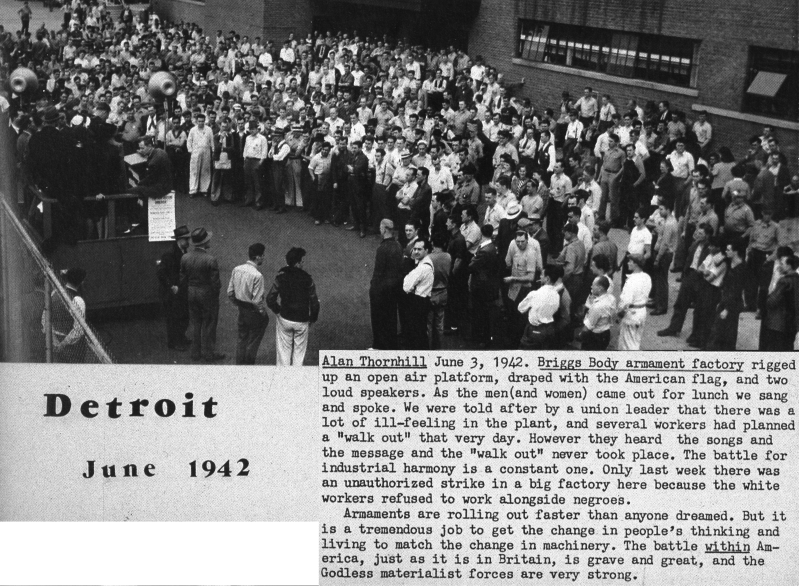 Detroit
June 1942
Alan Thornhill June 3, 1942. Briggs Body armament factory rigged
up an open air platform, draped with the American flag, and two
loud speakers. As the men(and women) came out for lunch we sang
and spoke. We were told after by a union leader that there was a
lot of ill-feeling in the plant, and several workers had planned
a "walk out" that very day. However they heard the songs and
the message and the "walk out" never took place. The battle for
industrial harmony is a constant one. Only last week there was
an unauthorized strike in a big factory here because the white
workers refused to work alongside negroes.
Armaments are rolling out faster than anyone dreamed. But it
is a tremendous job to get the change in people's thinking and
living to match the change in machinery. The battle within Am-
erica, just as it is in Britain, is grave and great, and the
Godless materialist forces are very strong.